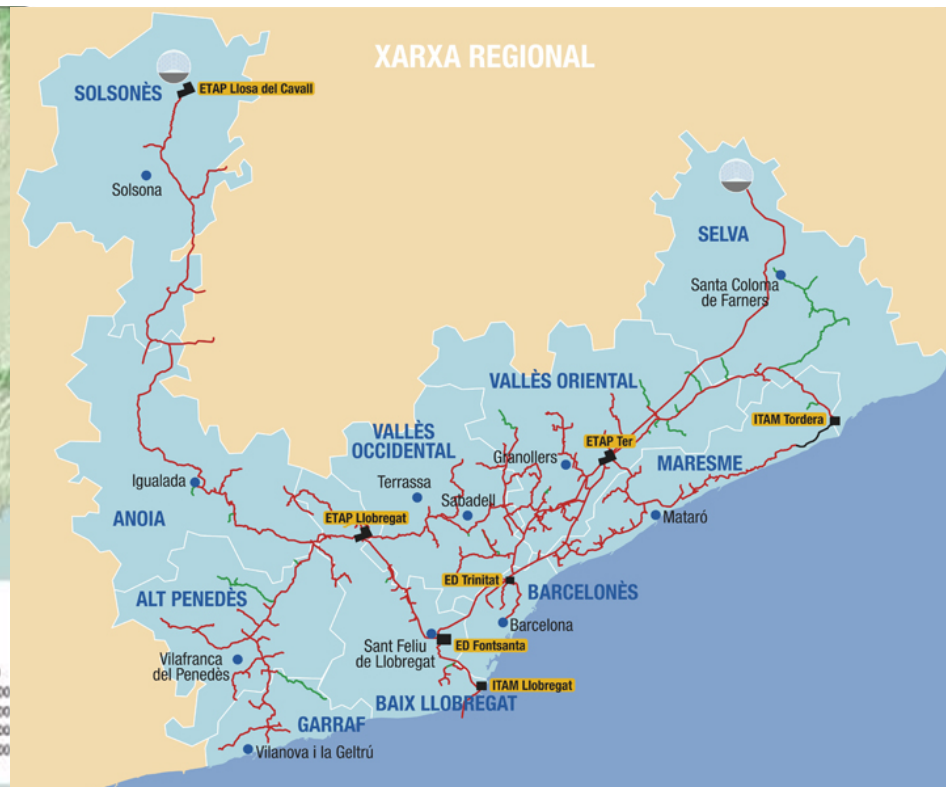 XARXA REGIONAL
SOLSONÈS
ETAP Llosa del Cavall
Solsona
SELVA
Santa Coloma
de Farners
VALLÈS ORIENTAL
ITAM Tordera
VALLÈS
OCCIDENTAL
ETAP Ter
Granollers
MARESME
Igualada
Terrassa
Sabadell
ANOIA
ETAP Llobregat
Mataró
ED Trinitat
ALT PENEDÈS
BARCELONÈS
Barcelona
Sant Feliu
de Llobregat
ED Fontsanta
Vilafranca
del Penedès
ITAM Llobregat
BAIX LLOBREGAT
GARRAF
Vilanova i la Geltrú